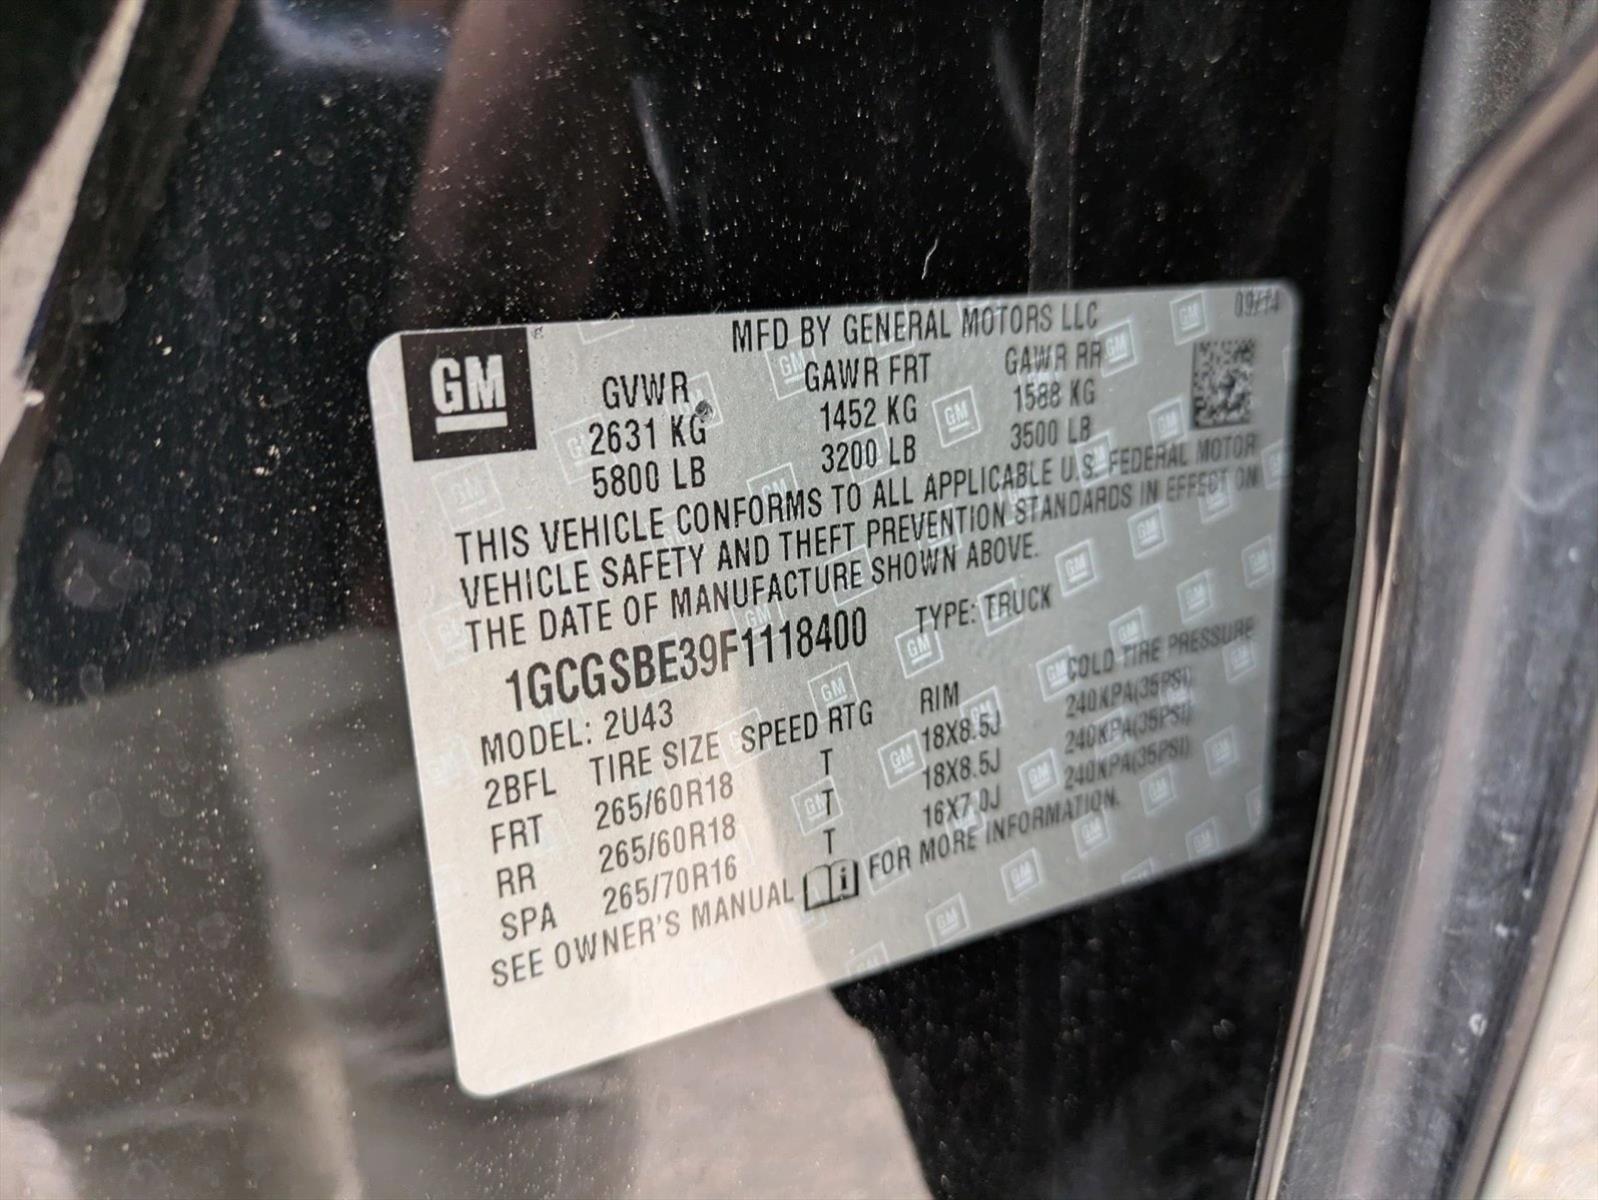 GM
MFD BY GENERAL MOTORS LLC 09/14
GVWR GAWR FRT GAWR RR
2631 KG 1452 KG 1588 KG
5800 LB 3200 LB 3500 LB
THIS VEHICLE CONFORMS TO ALL APPLICABLE U.S. FEDERAL MOTOR
VEHICLE SAFETY AND THEFT PREVENTION STANDARDS IN EFFECT ON
THE DATE OF MANUFACTURE SHOWN ABOVE.
1GCGSBE39F1118400 TYPE: TRUCK
MODEL: 2U43
2BFL TIRE SIZE SPEED RTG RIM COLD TIRE PRESSURE
FRT 265/60R18 T 18X8.5J 240KPA(35PSI)
RR 265/60R18 T 18X8.5J 240KPA(35PSI)
SPA 265/70R16 T 16X7.0J 240KPA(35PSI)
SEE OWNER'S MANUAL i FOR MORE INFORMATION.